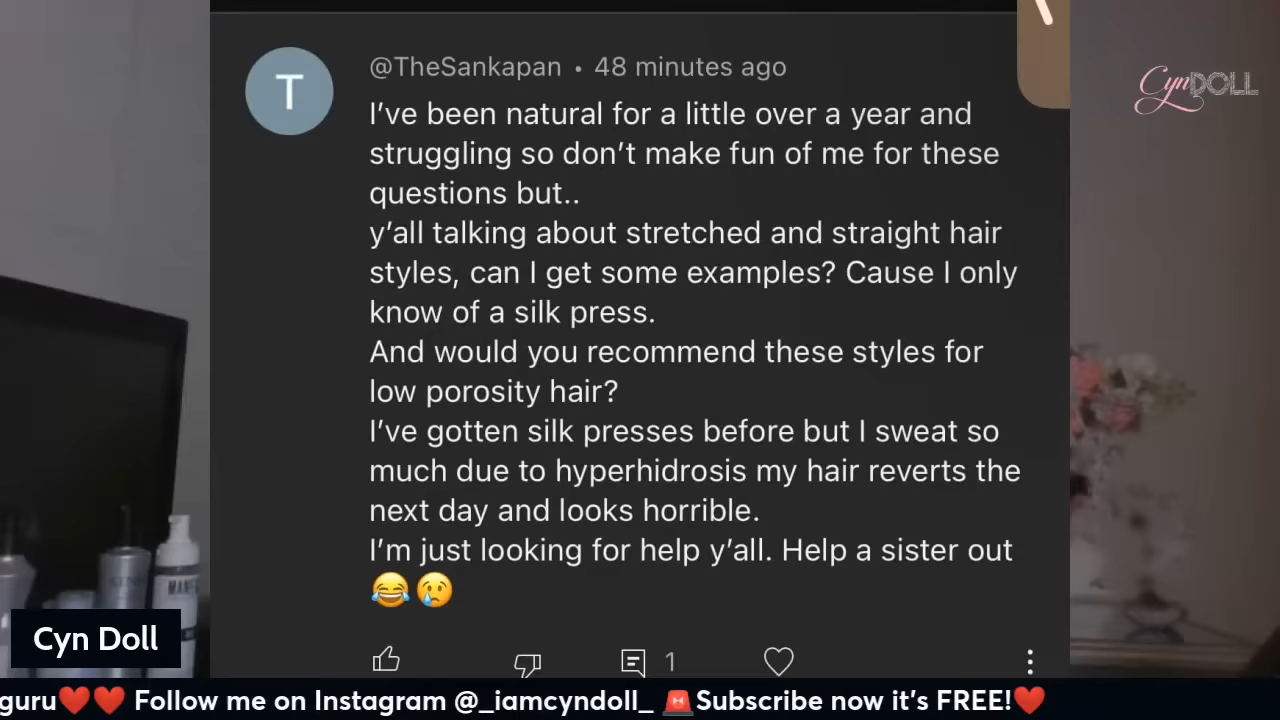 @TheSankapan • 48 minutes ago
CynDOLL
T
I’ve been natural for a little over a year and
struggling so don’t make fun of me for these
questions but..
y’all talking about stretched and straight hair
styles, can I get some examples? Cause I only
know of a silk press.
And would you recommend these styles for
low porosity hair?
I’ve gotten silk presses before but I sweat so
much due to hyperhidrosis my hair reverts the
next day and looks horrible.
I’m just looking for help y’all. Help a sister out
😂😢
1
Cyn Doll
guru❤️❤️ Follow me on Instagram @_iamcyndoll_ 🚨Subscribe now it’s FREE!❤️